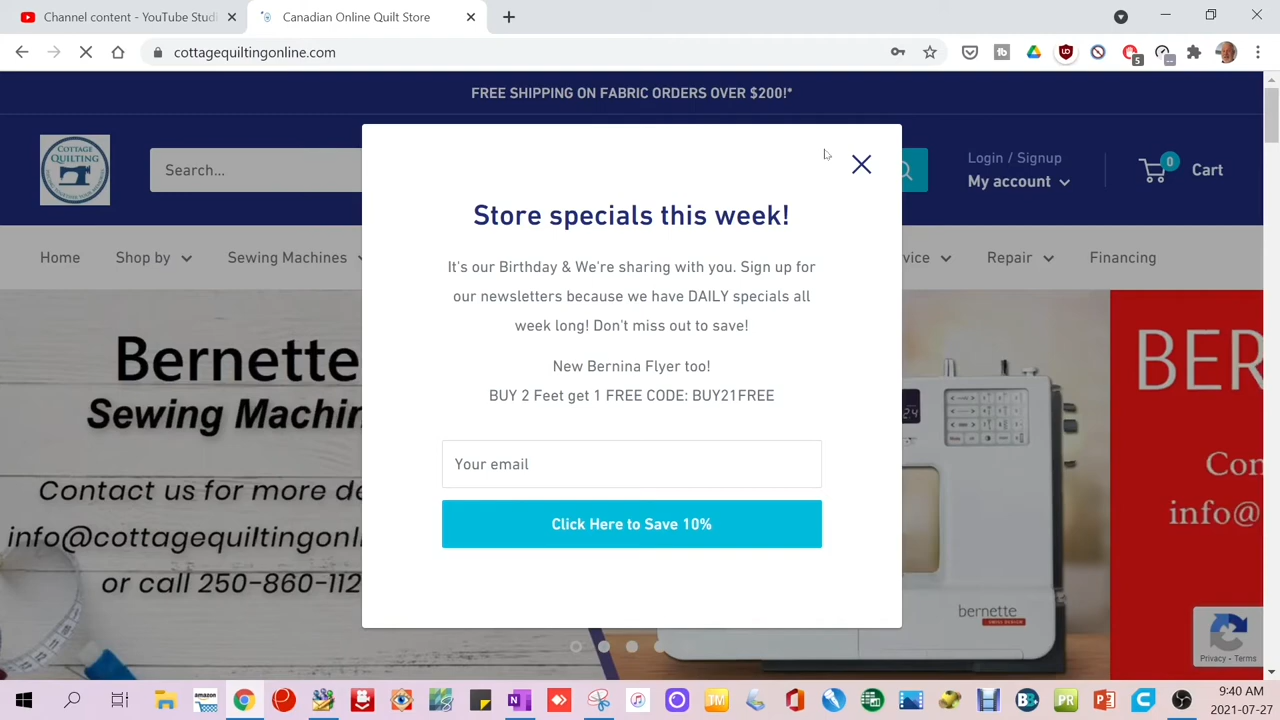 Channel content - YouTube Studi
Canadian Online Quilt Store
cottagequiltingonline.com
FREE SHIPPING ON FABRIC ORDERS OVER $200!*
COTTAGE
QUILTING
Search...
Login / Signup
My account
0
Cart
Home
Shop by
Sewing Machines
vice
Repair
Financing
Store specials this week!
It's our Birthday & We're sharing with you. Sign up for
our newsletters because we have DAILY specials all
week long! Don't miss out to save!
New Bernina Flyer too!
BUY 2 Feet get 1 FREE CODE: BUY21FREE
Your email
Click Here to Save 10%
Bernette
Sewing Machin
Contact us for more de
info@cottagequiltingonl
or call 250-860-112
bernette
BER
Con
info@
Privacy - Terms
9:40 AM
2021-07-27